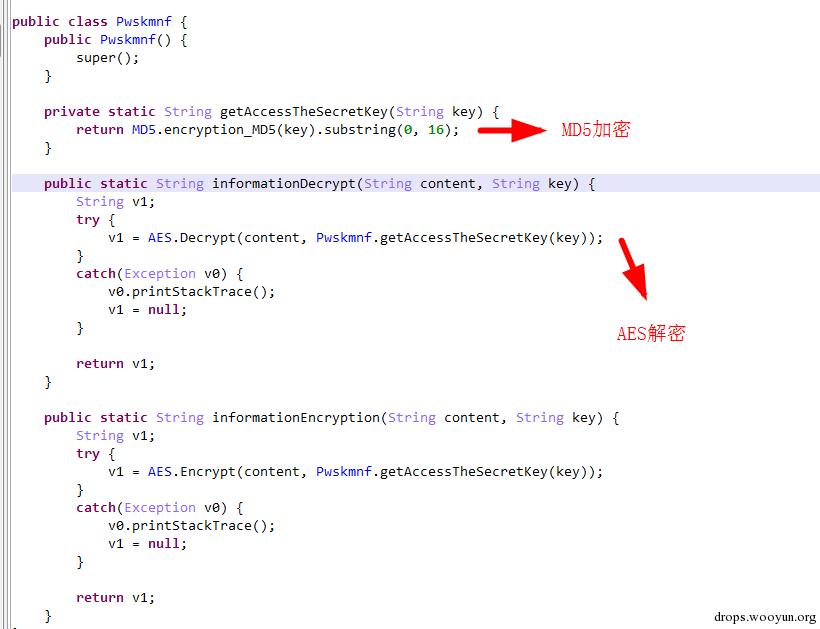 public class Pwskmnf {
public Pwskmnf() {
super();
}
private static String getAccessTheSecretKey(String key) {
return MD5.encryption_MD5(key).substring(0, 16);
MD5加密
}
public static String informationDecrypt(String content, String key) {
String v1;
try {
v1 = AES.Decrypt(content, Pwskmnf.getAccessTheSecretKey(key));
}
catch(Exception v0) {
v0.printStackTrace();
v1 = null;
}
AES解密
return v1;
}
public static String informationEncryption(String content, String key) {
String v1;
try {
v1 = AES.Encrypt(content, Pwskmnf.getAccessTheSecretKey(key));
}
catch(Exception v0) {
v0.printStackTrace();
v1 = null;
}
return v1;
}
drops.wooyun.org